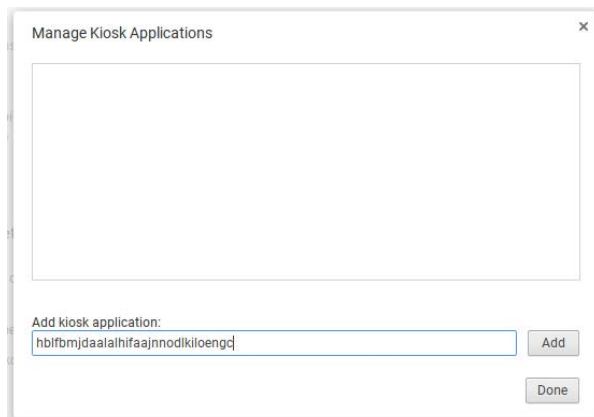 Manage Kiosk Applications
×
Add kiosk application:
hblfbmjdaalalhifaajnnodlkiloengc
Add
Done